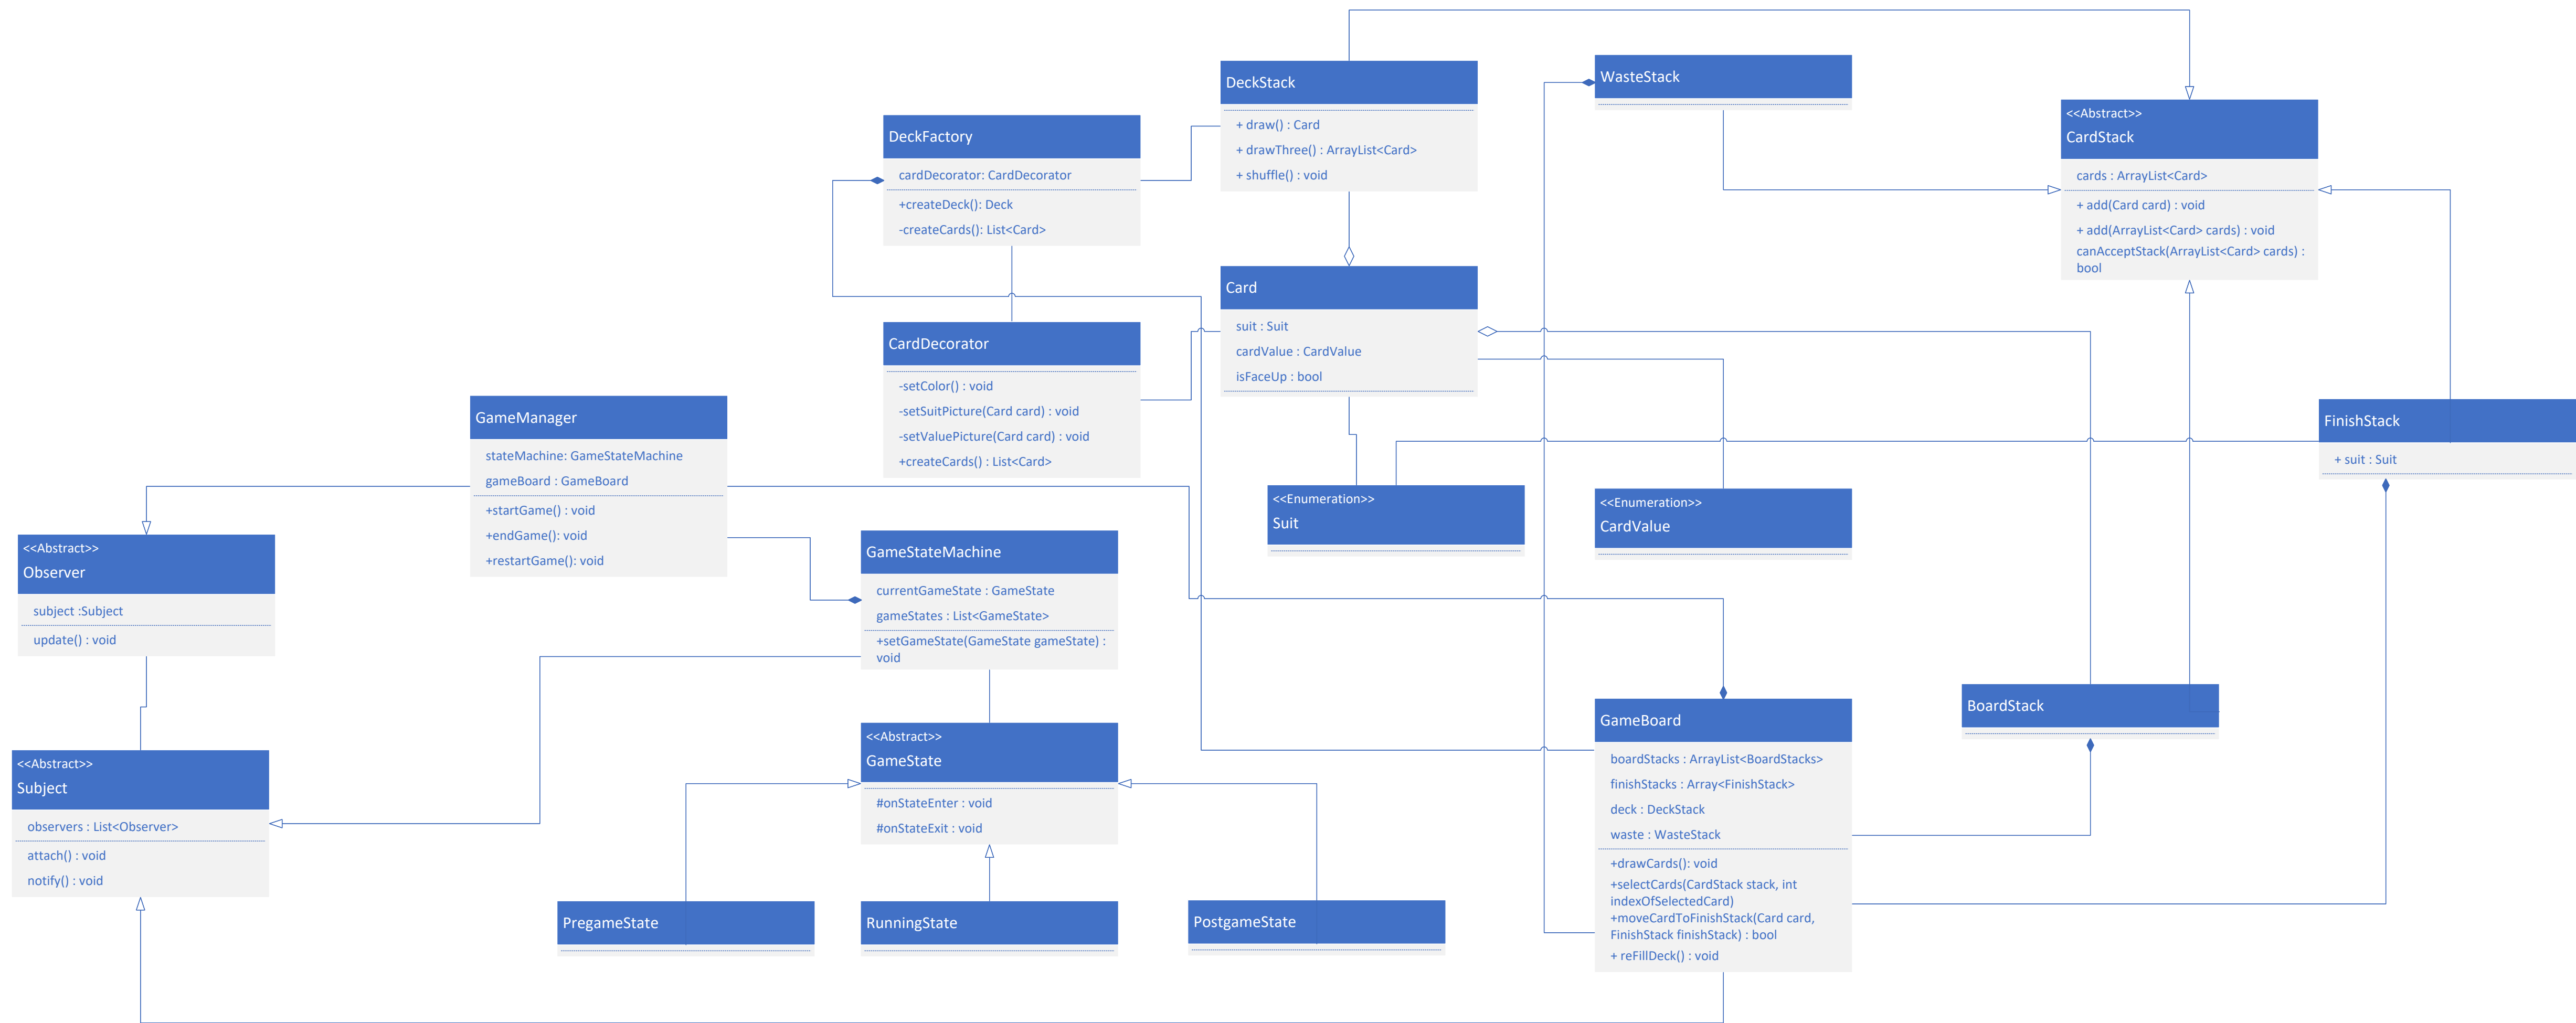 DeckStack
+ draw() : Card
+ drawThree() : ArrayList<Card>
+ shuffle() : void
WasteStack
<<Abstract>>
CardStack
cards : ArrayList<Card>
+ add(Card card) : void
+ add(ArrayList<Card> cards) : void
canAcceptStack(ArrayList<Card> cards) :
bool
DeckFactory
cardDecorator: CardDecorator
+createDeck(): Deck
-createCards(): List<Card>
Card
suit : Suit
cardValue : CardValue
isFaceUp : bool
CardDecorator
-setColor() : void
-setSuitPicture(Card card) : void
-setValuePicture(Card card) : void
+createCards() : List<Card>
GameManager
stateMachine: GameStateMachine
gameBoard : GameBoard
+startGame() : void
+endGame(): void
+restartGame(): void
FinishStack
+ suit : Suit
<<Enumeration>>
Suit
<<Enumeration>>
CardValue
<<Abstract>>
Observer
subject :Subject
update() : void
GameStateMachine
currentGameState : GameState
gameStates : List<GameState>
+setGameState(GameState gameState) :
void
<<Abstract>>
Subject
observers : List<Observer>
attach() : void
notify() : void
<<Abstract>>
GameState
#onStateEnter : void
#onStateExit : void
GameBoard
boardStacks : ArrayList<BoardStacks>
finishStacks : Array<FinishStack>
deck : DeckStack
waste : WasteStack
+drawCards(): void
+selectCards(CardStack stack, int
indexOfSelectedCard)
+moveCardToFinishStack(Card card,
FinishStack finishStack) : bool
+ reFillDeck() : void
BoardStack
PregameState
RunningState
PostgameState